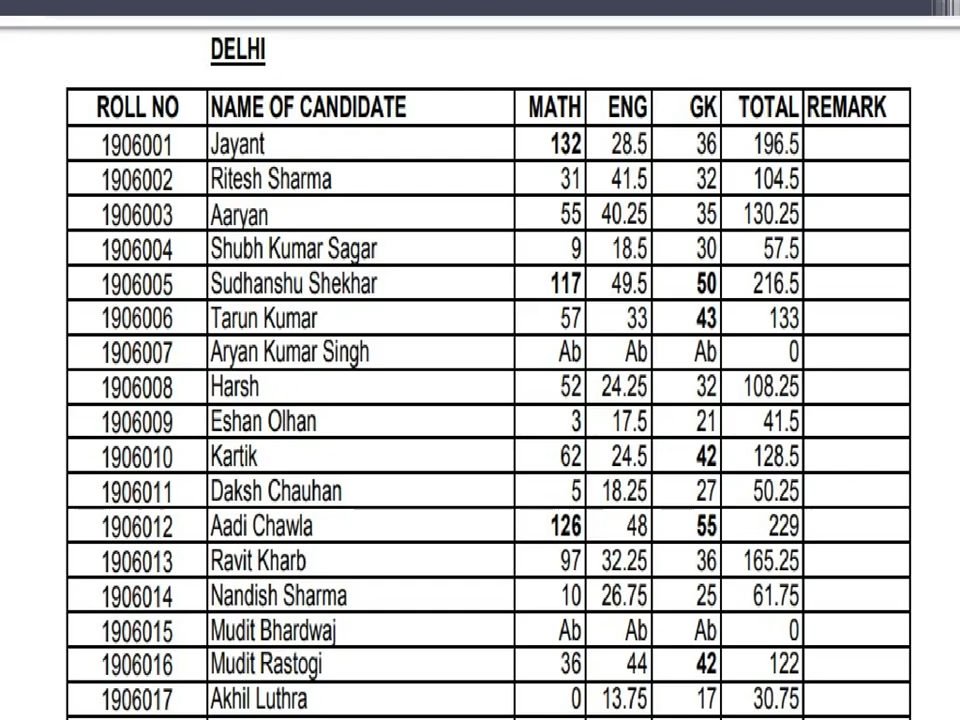 DELHI
ROLL NO NAME OF CANDIDATE MATH ENG GK TOTAL REMARK
1906001 Jayant 132 28.5 36 196.5
1906002 Ritesh Sharma 31 41.5 32 104.5
1906003 Aaryan 55 40.25 35 130.25
1906004 Shubh Kumar Sagar 9 18.5 30 57.5
1906005 Sudhanshu Shekhar 117 49.5 50 216.5
1906006 Tarun Kumar 57 33 43 133
1906007 Aryan Kumar Singh Ab Ab Ab 0
1906008 Harsh 52 24.25 32 108.25
1906009 Eshan Olhan 3 17.5 21 41.5
1906010 Kartik 62 24.5 42 128.5
1906011 Daksh Chauhan 5 18.25 27 50.25
1906012 Aadi Chawla 126 48 55 229
1906013 Ravit Kharb 97 32.25 36 165.25
1906014 Nandish Sharma 10 26.75 25 61.75
1906015 Mudit Bhardwaj Ab Ab Ab 0
1906016 Mudit Rastogi 36 44 42 122
1906017 Akhil Luthra 0 13.75 17 30.75